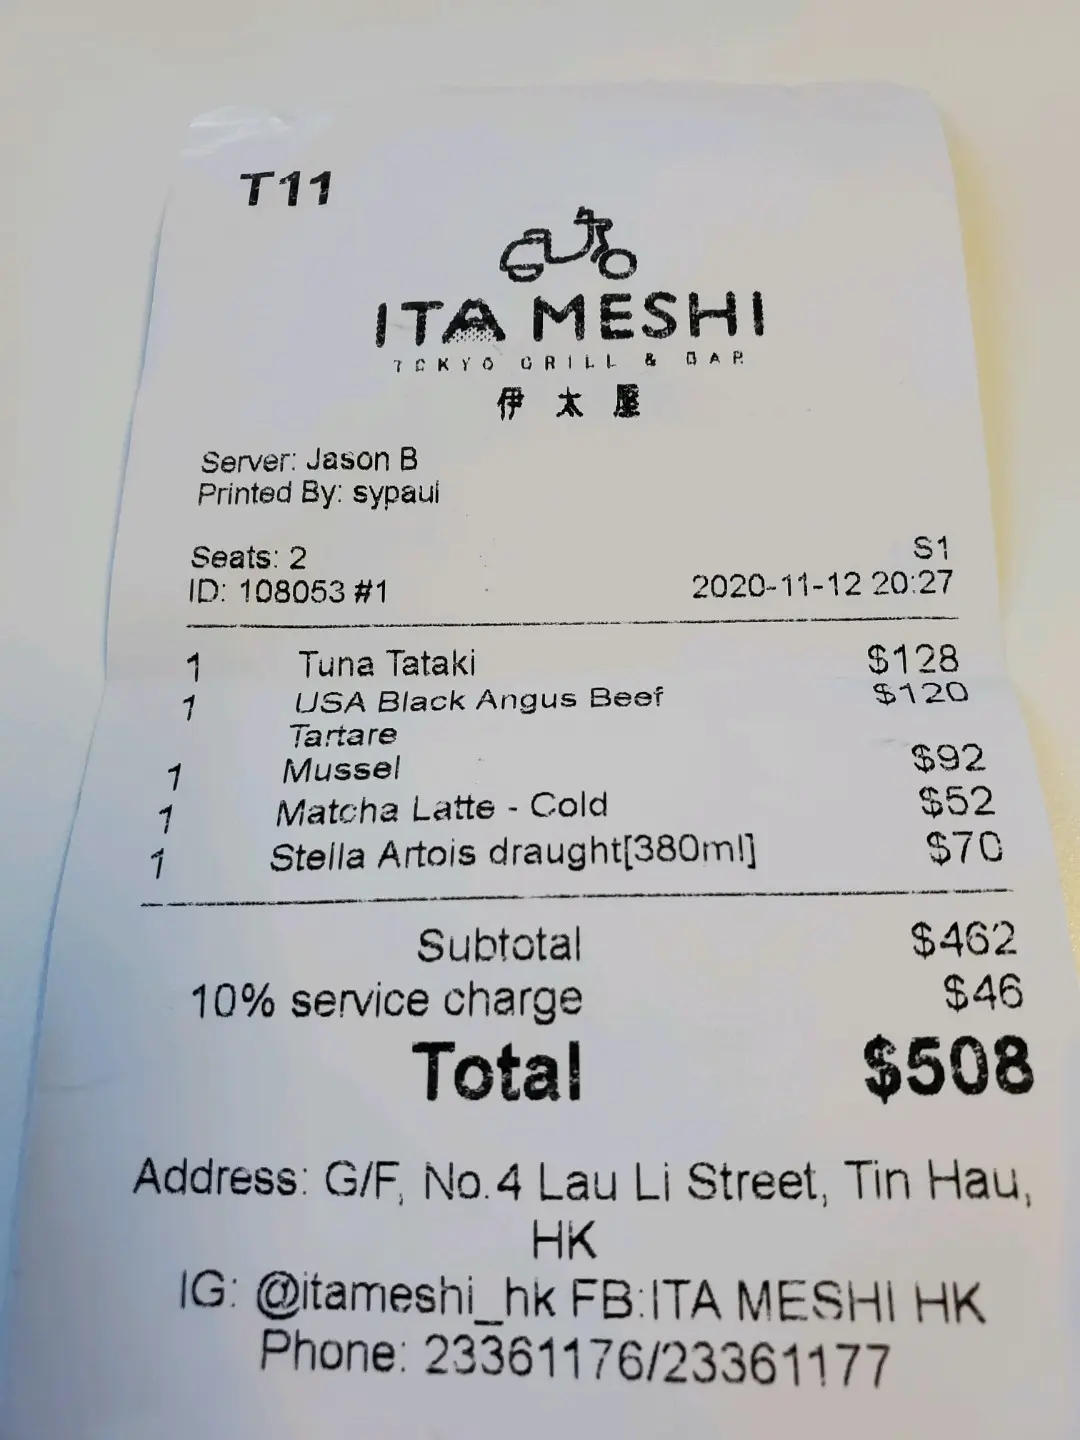 T11
ITA MESHI
TOKYO GRILL & BAR
伊太屋
Server: Jason B
Printed By: sypaul
Seats: 2 S1
ID: 108053 #1 2020-11-12 20:27
1 Tuna Tataki $128
1 USA Black Angus Beef $120
Tartare
1 Mussel $92
1 Matcha Latte - Cold $52
1 Stella Artois draught[380ml] $70
Subtotal $462
10% service charge $46
Total $508
Address: G/F, No.4 Lau Li Street, Tin Hau,
HK
IG: @itameshi_hk FB:ITA MESHI HK
Phone: 23361176/23361177